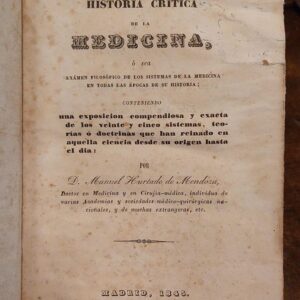 HISTORIA CRITICA
DE LA
MEDICINA,
ó sea
EXÁMEN FILOSÓFICO DE LOS SISTEMAS DE LA MEDICINA
EN TODAS LAS ÉPOCAS DE SU HISTORIA;
CONTENIENDO
una exposicion compendiosa y exacta
de los veinte y cinco sistemas, teo-
rías ó doctrinas que han reinado en
aquella ciencia desde su origen hasta
el dia:
POR
D. Manuel Hurtado de Mendoza,
Doctor en Medicina y en Cirujía-médica, individuo de
varias Academias y sociedades médico-quirúrgicas na-
cionales, y de muchas extrangeras, etc.
MADRID, 1845.